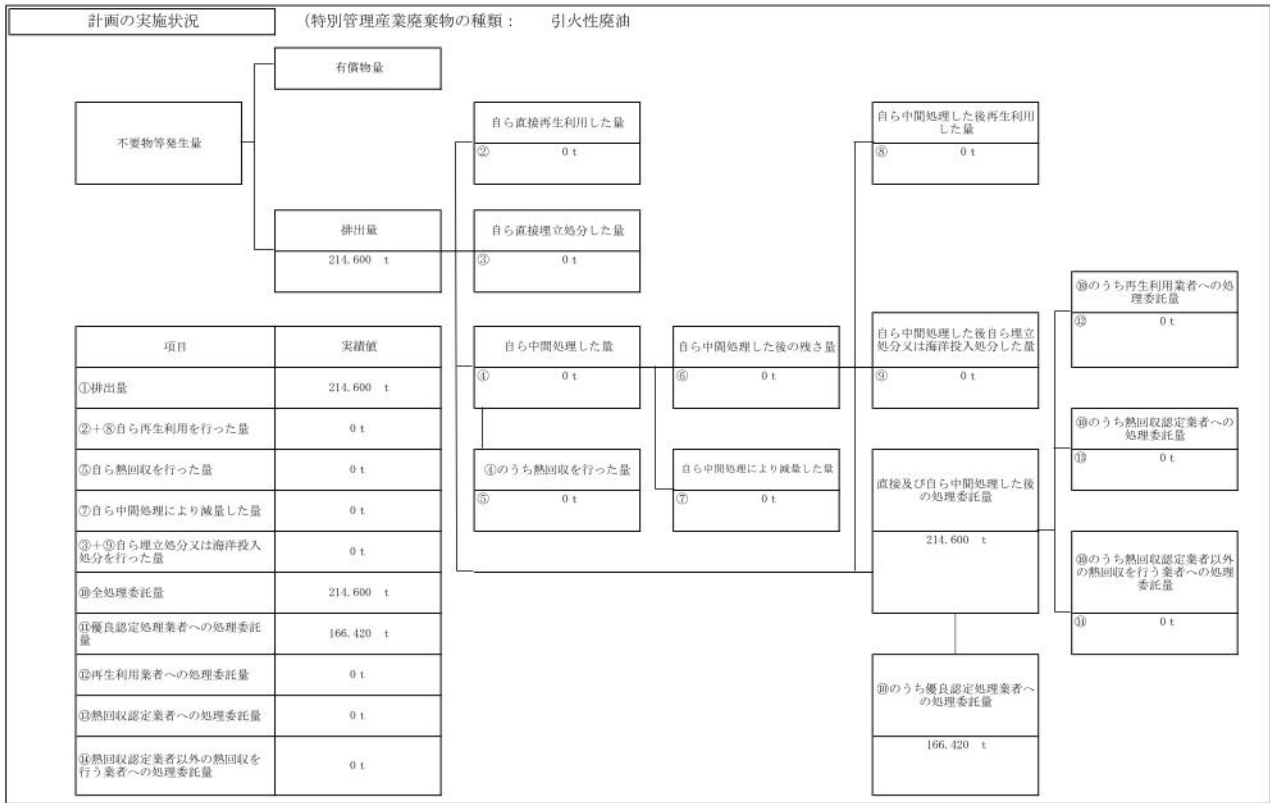 計画の実施状況
(特別管理産業廃棄物の種類： 引火性廃油
有償物量
不要物等発生量
排出量
214.600 t
自ら直接再生利用した量
② 0 t
自ら直接埋立処分した量
③ 0 t
自ら中間処理した量
④ 0 t
④のうち熱回収を行った量
⑤ 0 t
自ら中間処理した後の残さ量
⑥ 0 t
自ら中間処理により減量した量
⑦ 0 t
自ら中間処理した後再生利用
した量
⑧ 0 t
自ら中間処理した後自ら埋立
処分又は海洋投入処分した量
⑨ 0 t
直接及び自ら中間処理した後
の処理委託量
214.600 t
⑩のうち優良認定処理業者へ
の処理委託量
166.420 t
⑩のうち再生利用業者への処
理委託量
⑫ 0 t
⑩のうち熱回収認定業者への
処理委託量
⑬ 0 t
⑩のうち熱回収認定業者以外
の熱回収を行う業者への処理
委託量
⑭ 0 t
項目 実績値
①排出量 214.600 t
②＋⑧自ら再生利用を行った量 0 t
⑤自ら熱回収を行った量 0 t
⑦自ら中間処理により減量した量 0 t
③＋⑨自ら埋立処分又は海洋投入
処分を行った量 0 t
⑩全処理委託量 214.600 t
⑪優良認定処理業者への処理委託
量 166.420 t
⑫再生利用業者への処理委託量 0 t
⑬熱回収認定業者への処理委託量 0 t
⑭熱回収認定業者以外の熱回収を
行う業者への処理委託量 0 t